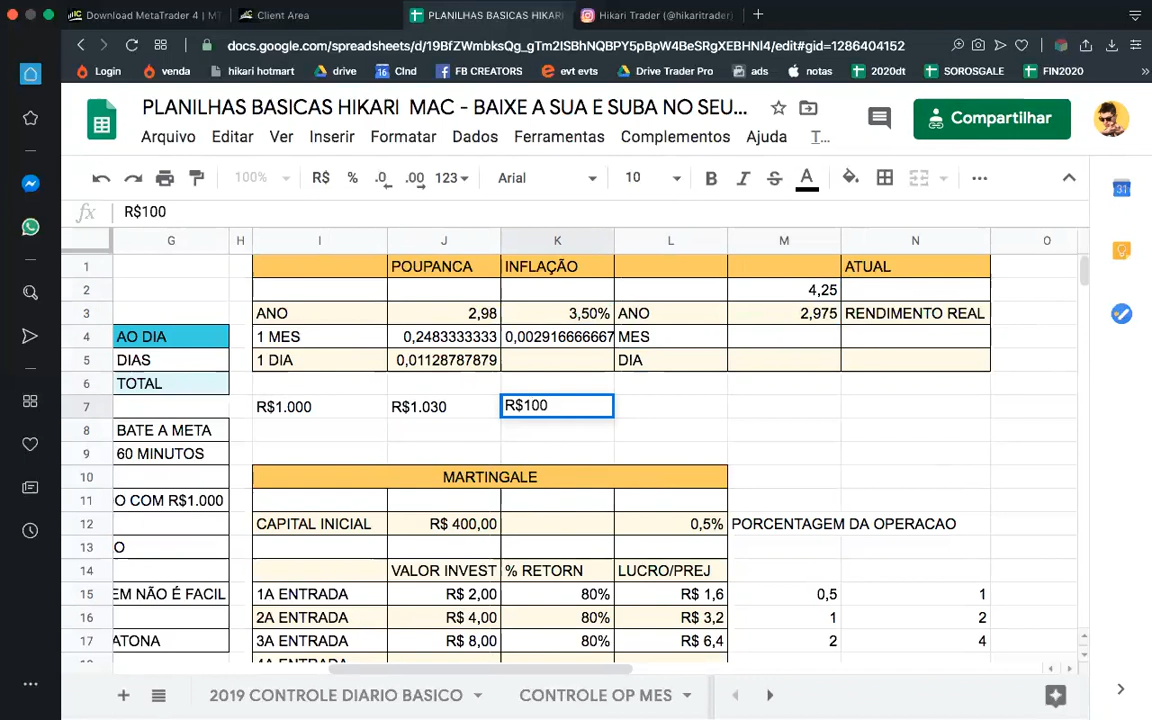 Download MetaTrader 4 | MT
Client Area
PLANILHAS BASICAS HIKARI
Hikari Trader (@hikaritrader)
docs.google.com/spreadsheets/d/19BfZWmbksQg_gTm2ISBhNQBPY5pBpW4BeSRgXEBHNl4/edit#gid=1286404152
Login
venda
hikari hotmart
drive
16 Clnd
FB CREATORS
evt evts
Drive Trader Pro
ads
notas
2020dt
SOROSGALE
FIN2020
PLANILHAS BASICAS HIKARI MAC - BAIXE A SUA E SUBA NO SEU...
Compartilhar
Arquivo Editar Ver Inserir Formatar Dados Ferramentas Complementos Ajuda T...
100% R$ % .0 .00 123 Arial 10 B I S A
31
fx R$100
G H I J K L M N O
1 POUPANCA INFLAÇÃO ATUAL
2 4,25
3 ANO 2,98 3,50% ANO 2,975 RENDIMENTO REAL
4 AO DIA 1 MES 0,2483333333 0,002916666667 MES
5 DIAS 1 DIA 0,01128787879 DIA
6 TOTAL
7 R$1.000 R$1.030 R$100
8 BATE A META
9 60 MINUTOS
10 MARTINGALE
11 O COM R$1.000
12 CAPITAL INICIAL R$ 400,00 0,5% PORCENTAGEM DA OPERACAO
13 O
14 VALOR INVEST % RETORN LUCRO/PREJ
15 EM NÃO É FACIL 1A ENTRADA R$ 2,00 80% R$ 1,6 0,5 1
16 2A ENTRADA R$ 4,00 80% R$ 3,2 1 2
17 ATONA 3A ENTRADA R$ 8,00 80% R$ 6,4 2 4
2019 CONTROLE DIARIO BASICO
CONTROLE OP MES